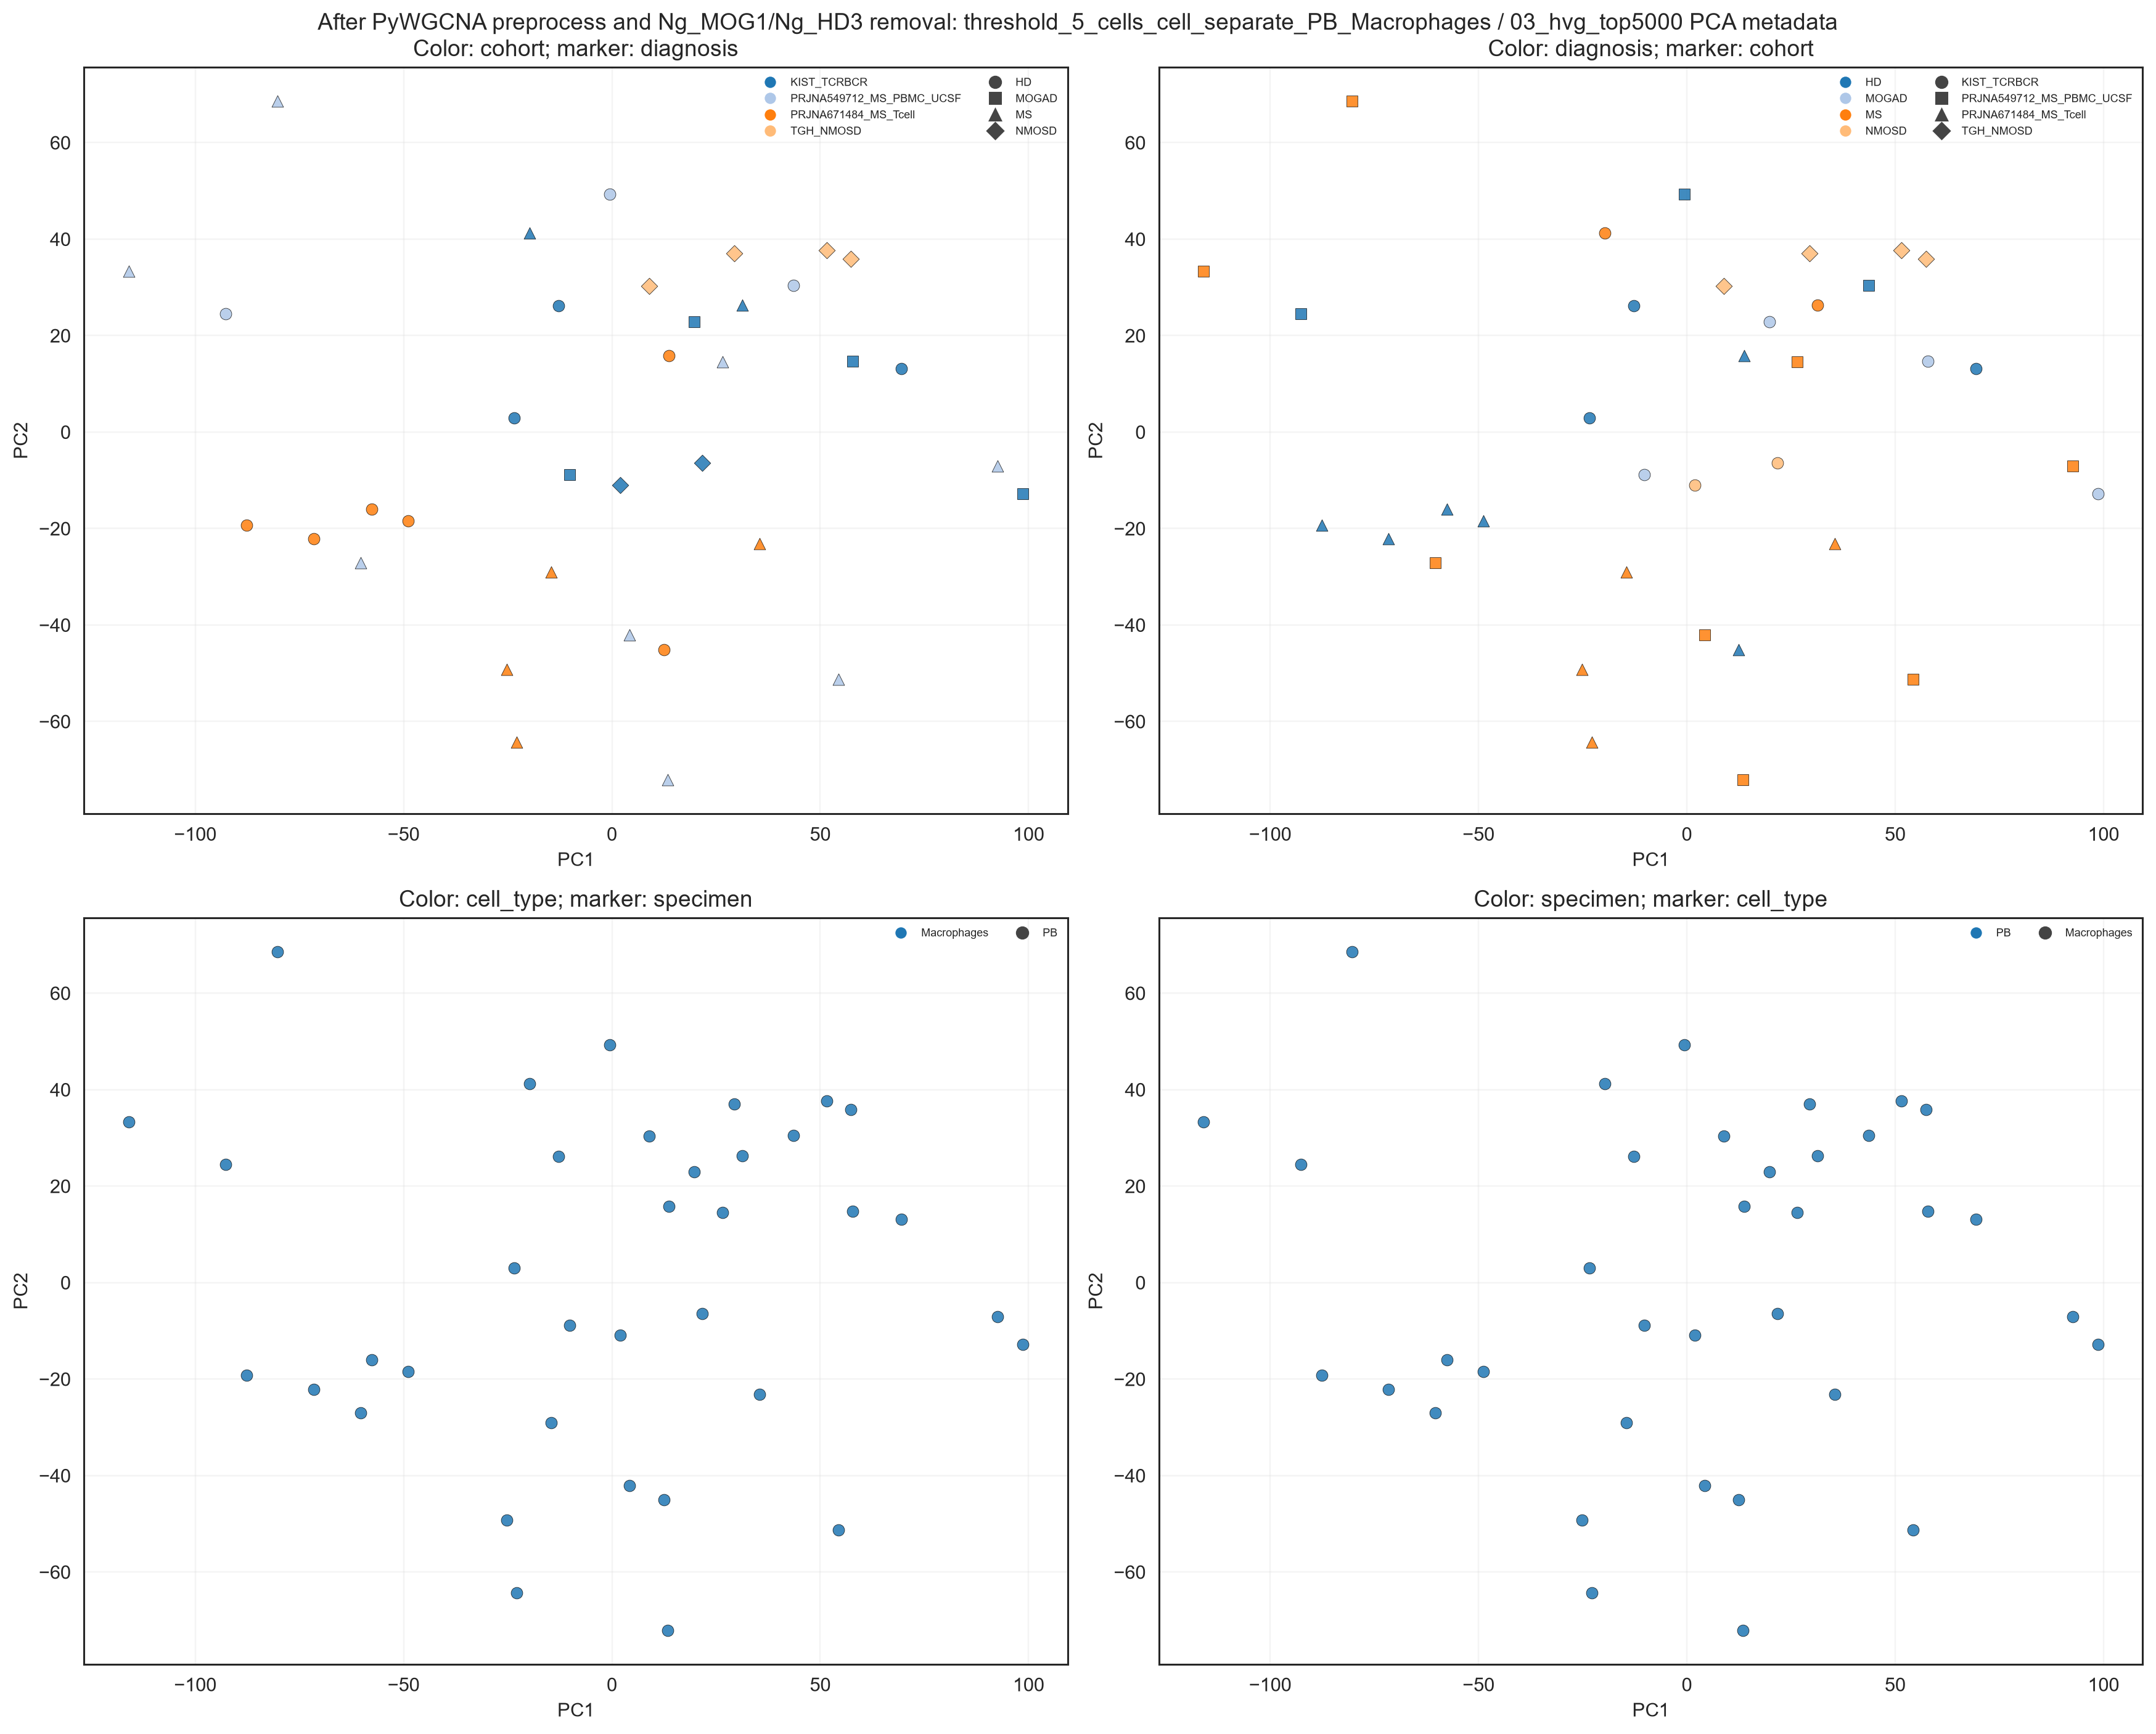 After PyWGCNA preprocess and Ng_MOG1/Ng_HD3 removal: threshold_5_cells_cell_separate_PB_Macrophages / 03_hvg_top5000 PCA metadata
Color: cohort; marker: diagnosis
KIST_TCRBCR
PRJNA549712_MS_PBMC_UCSF
PRJNA671484_MS_Tcell
TGH_NMOSD
HD
MOGAD
MS
NMOSD
60
40
20
0
−20
−40
−60
PC2
−100
−50
0
50
100
PC1
Color: diagnosis; marker: cohort
HD
MOGAD
MS
NMOSD
KIST_TCRBCR
PRJNA549712_MS_PBMC_UCSF
PRJNA671484_MS_Tcell
TGH_NMOSD
60
40
20
0
−20
−40
−60
PC2
−100
−50
0
50
100
PC1
Color: cell_type; marker: specimen
Macrophages
PB
60
40
20
0
−20
−40
−60
PC2
−100
−50
0
50
100
PC1
Color: specimen; marker: cell_type
PB
Macrophages
60
40
20
0
−20
−40
−60
PC2
−100
−50
0
50
100
PC1